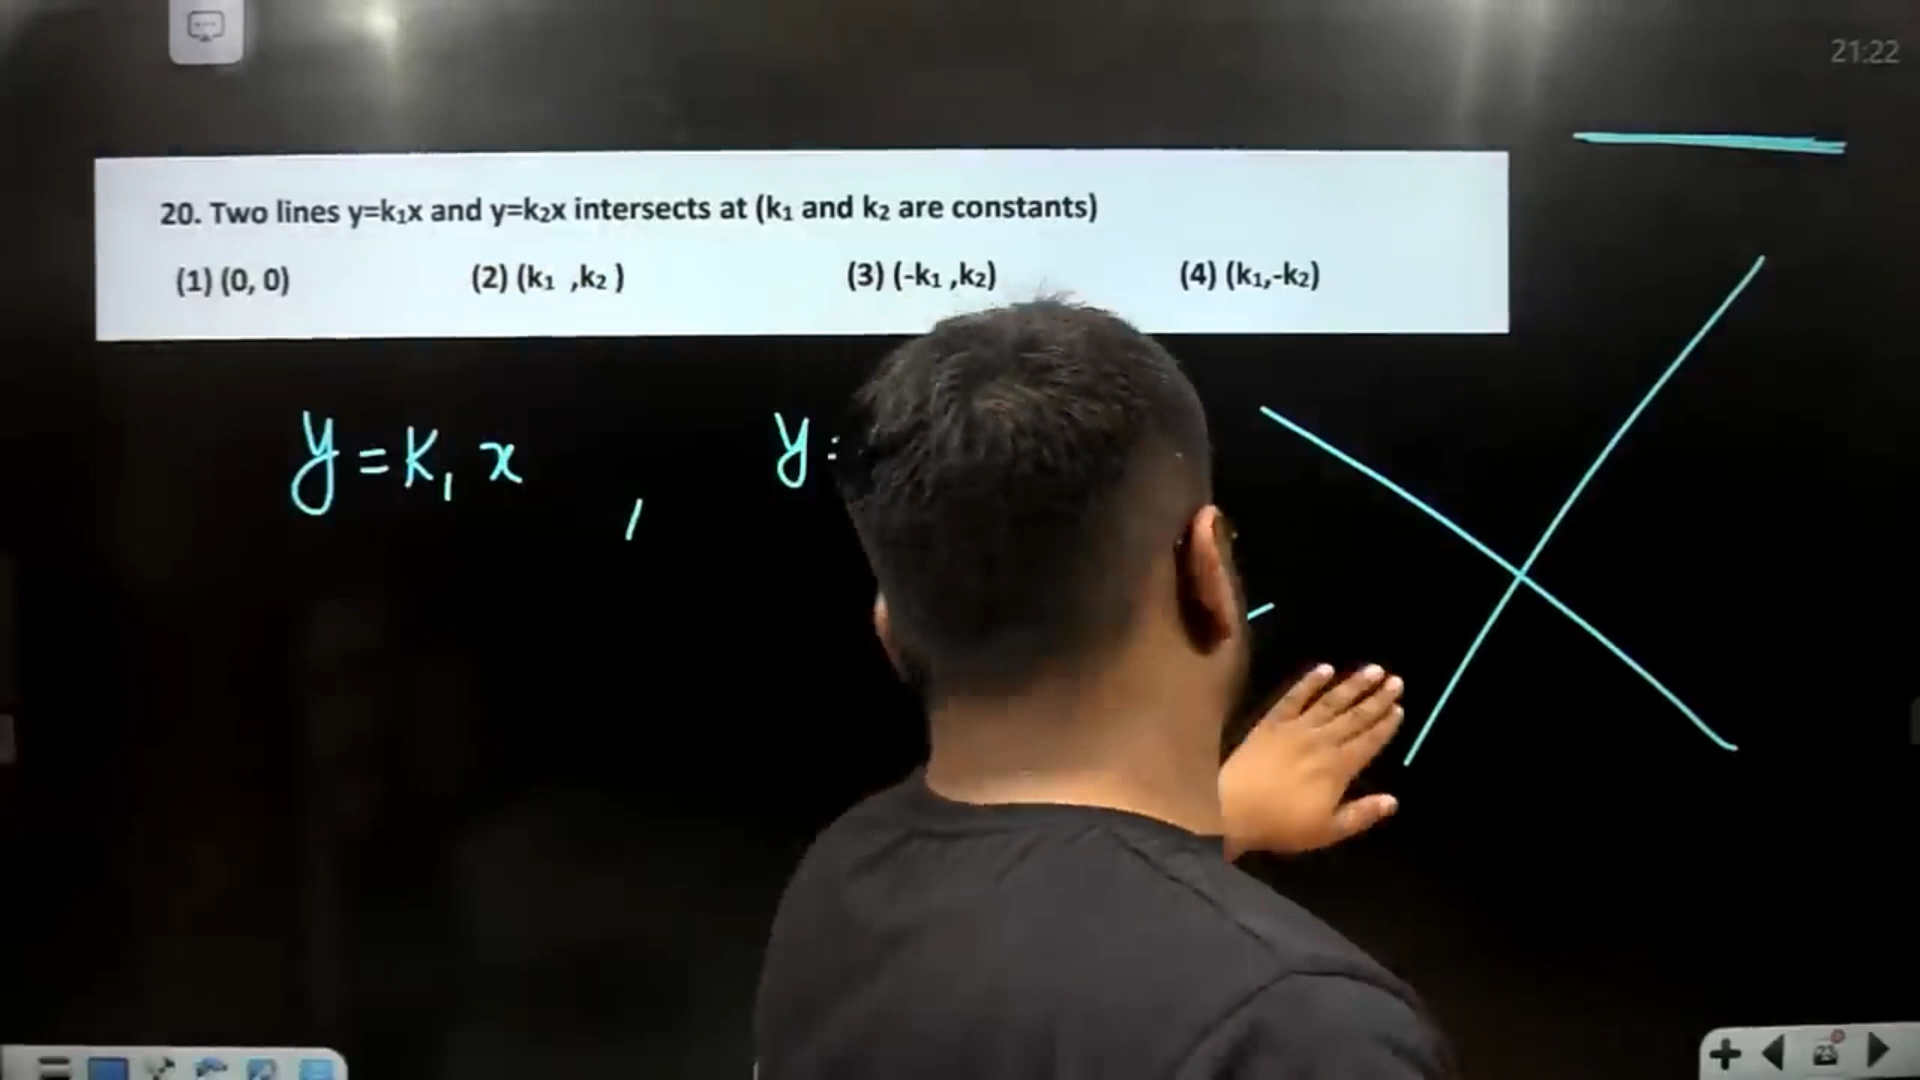 21:22
20. Two lines y=k₁x and y=k₂x intersects at (k₁ and k₂ are constants)
(1) (0, 0) (2) (k₁ ,k₂ ) (3) (-k₁ ,k₂) (4) (k₁,-k₂)
y = K₁ x , y =
23